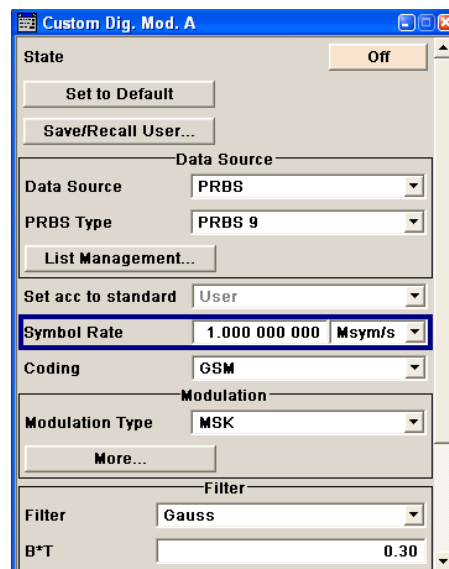 Custom Dig. Mod. A
State Off
Set to Default
Save/Recall User...
Data Source
Data Source PRBS
PRBS Type PRBS 9
List Management...
Set acc to standard User
Symbol Rate 1.000 000 000 Msym/s
Coding GSM
Modulation
Modulation Type MSK
More...
Filter
Filter Gauss
B*T 0.30